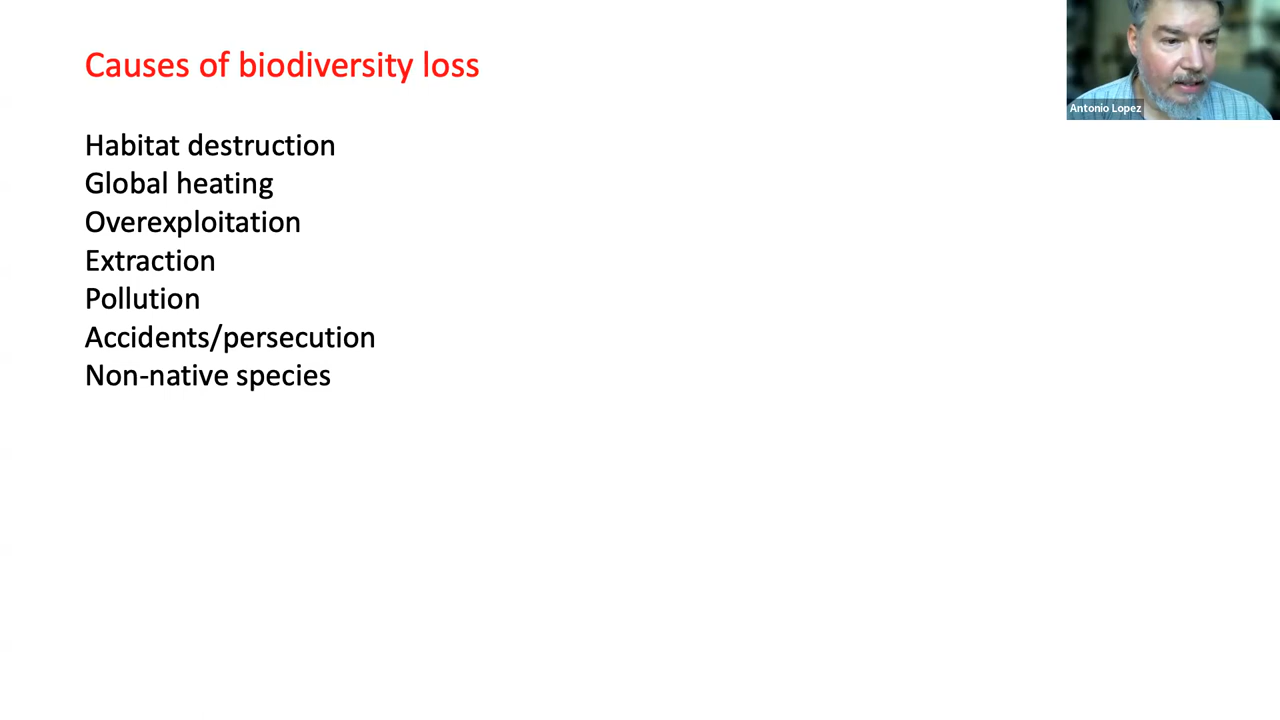 Causes of biodiversity loss
Antonio Lopez
Habitat destruction
Global heating
Overexploitation
Extraction
Pollution
Accidents/persecution
Non-native species